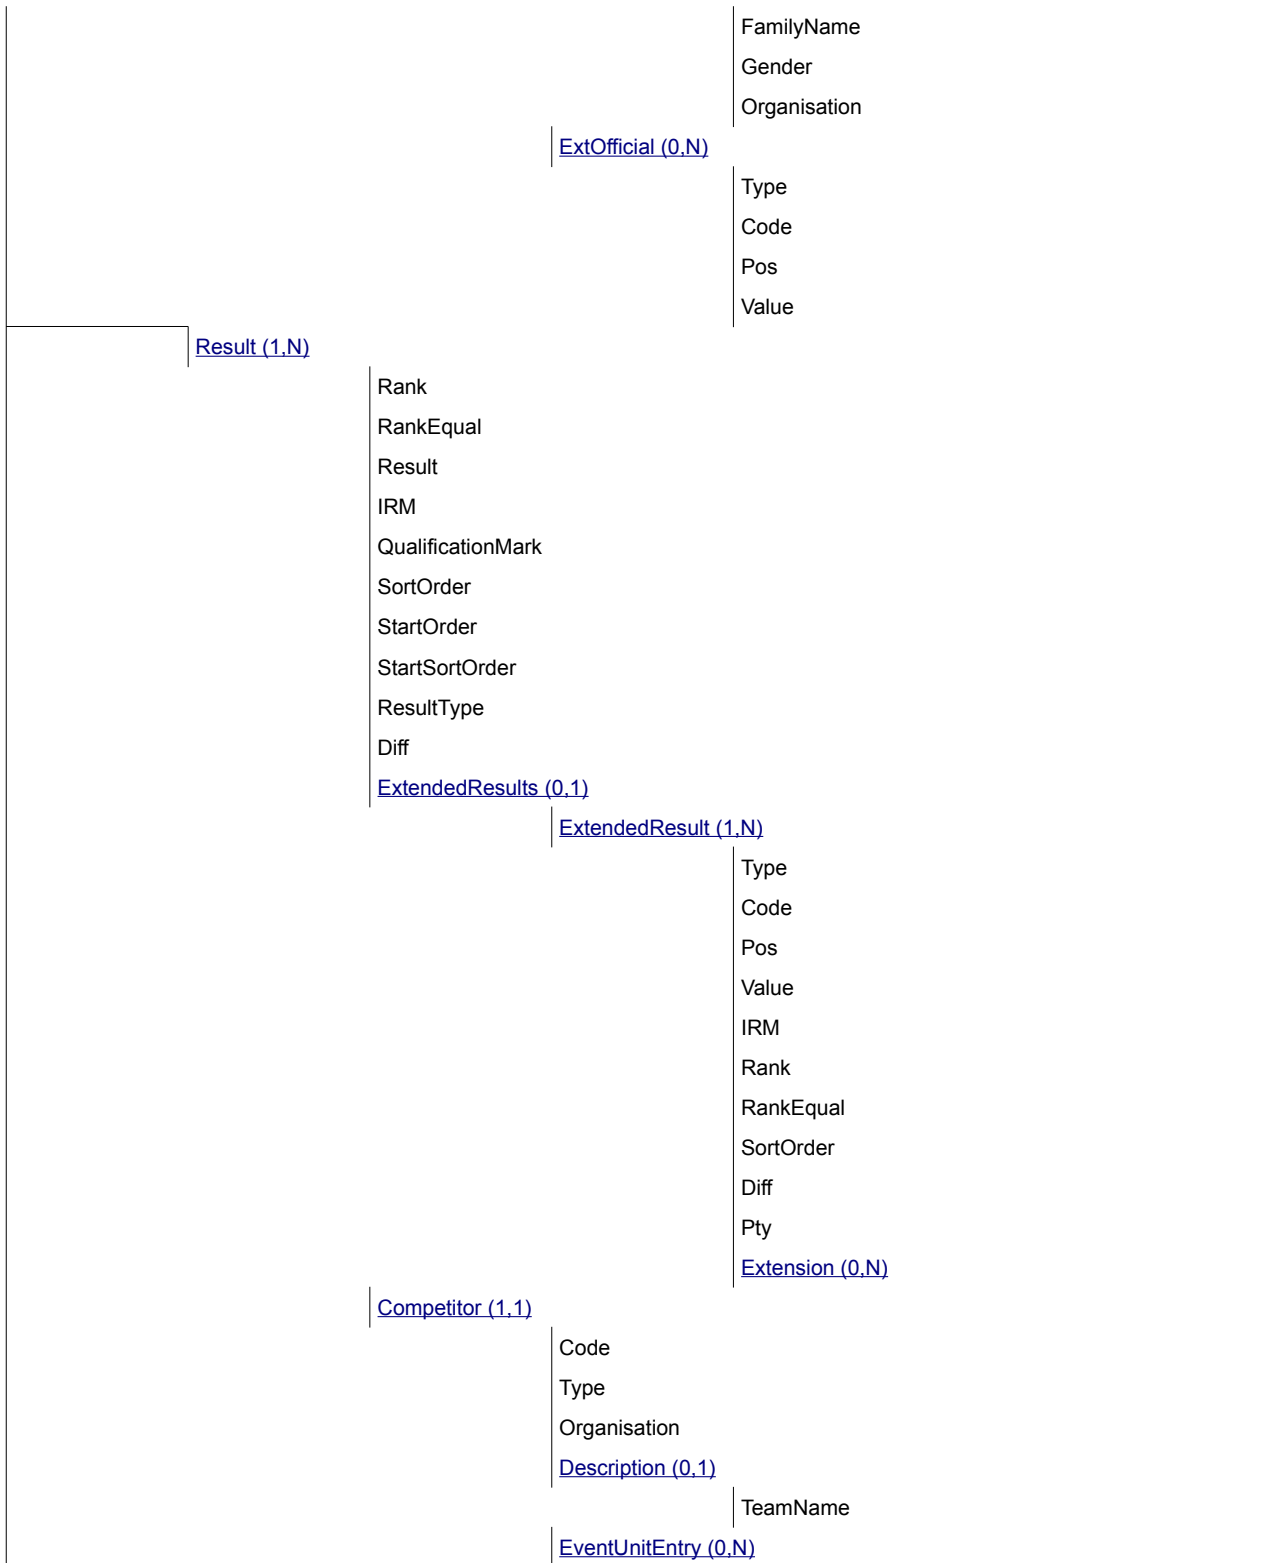 FamilyName
Gender
Organisation
ExtOfficial (0,N)
Type
Code
Pos
Value
Result (1,N)
Rank
RankEqual
Result
IRM
QualificationMark
SortOrder
StartOrder
StartSortOrder
ResultType
Diff
ExtendedResults (0,1)
ExtendedResult (1,N)
Type
Code
Pos
Value
IRM
Rank
RankEqual
SortOrder
Diff
Pty
Extension (0,N)
Competitor (1,1)
Code
Type
Organisation
Description (0,1)
TeamName
EventUnitEntry (0,N)